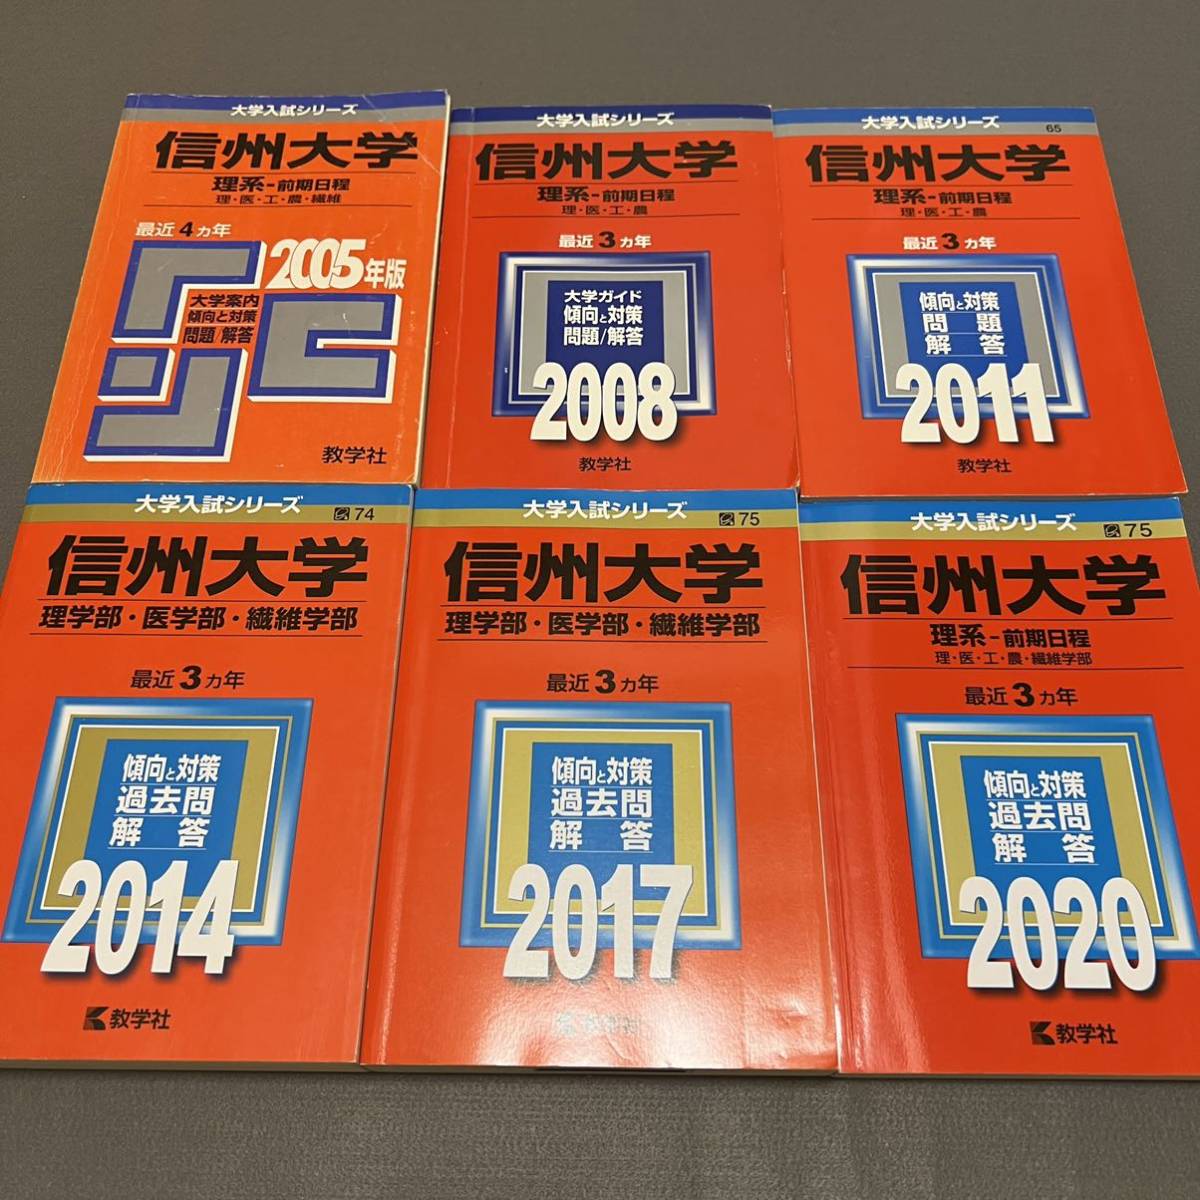 大学入試シリーズ
信州大学
理系-前期日程
理・医・工・農・繊維
最近4ヵ年
2005年版
大学案内
傾向と対策
問題/解答
教学社
大学入試シリーズ
信州大学
理系-前期日程
理・医・工・農
最近3ヵ年
大学ガイド
傾向と対策
問題/解答
2008
教学社
大学入試シリーズ
65
信州大学
理系-前期日程
理・医・工・農
最近3ヵ年
傾向と対策
問題
解答
2011
教学社
大学入試シリーズ
74
信州大学
理学部・医学部・繊維学部
最近3ヵ年
傾向と対策
過去問
解答
2014
教学社
大学入試シリーズ
75
信州大学
理学部・医学部・繊維学部
最近3ヵ年
傾向と対策
過去問
解答
2017
教学社
大学入試シリーズ
75
信州大学
理系-前期日程
理・医・工・農・繊維学部
最近3ヵ年
傾向と対策
過去問
解答
2020
教学社